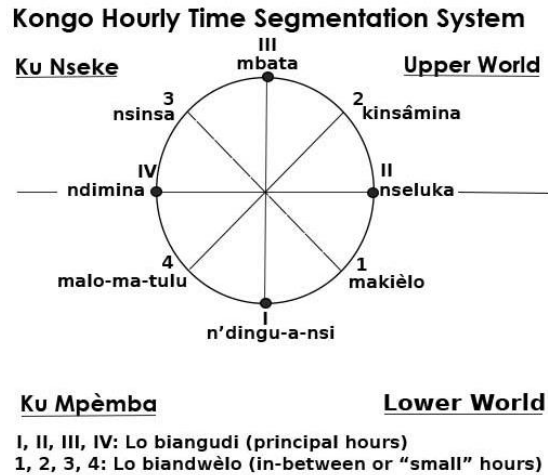 Kongo Hourly Time Segmentation System
III
mbata
Ku Nseke
Upper World
3
nsinsa
2
kinsâmina
IV
ndimina
II
nseluka
4
malo-ma-tulu
1
makièlo
I
n’dingu-a-nsi
Ku Mpèmba
Lower World
I, II, III, IV: Lo biangudi (principal hours)
1, 2, 3, 4: Lo biandwèlo (in-between or “small” hours)